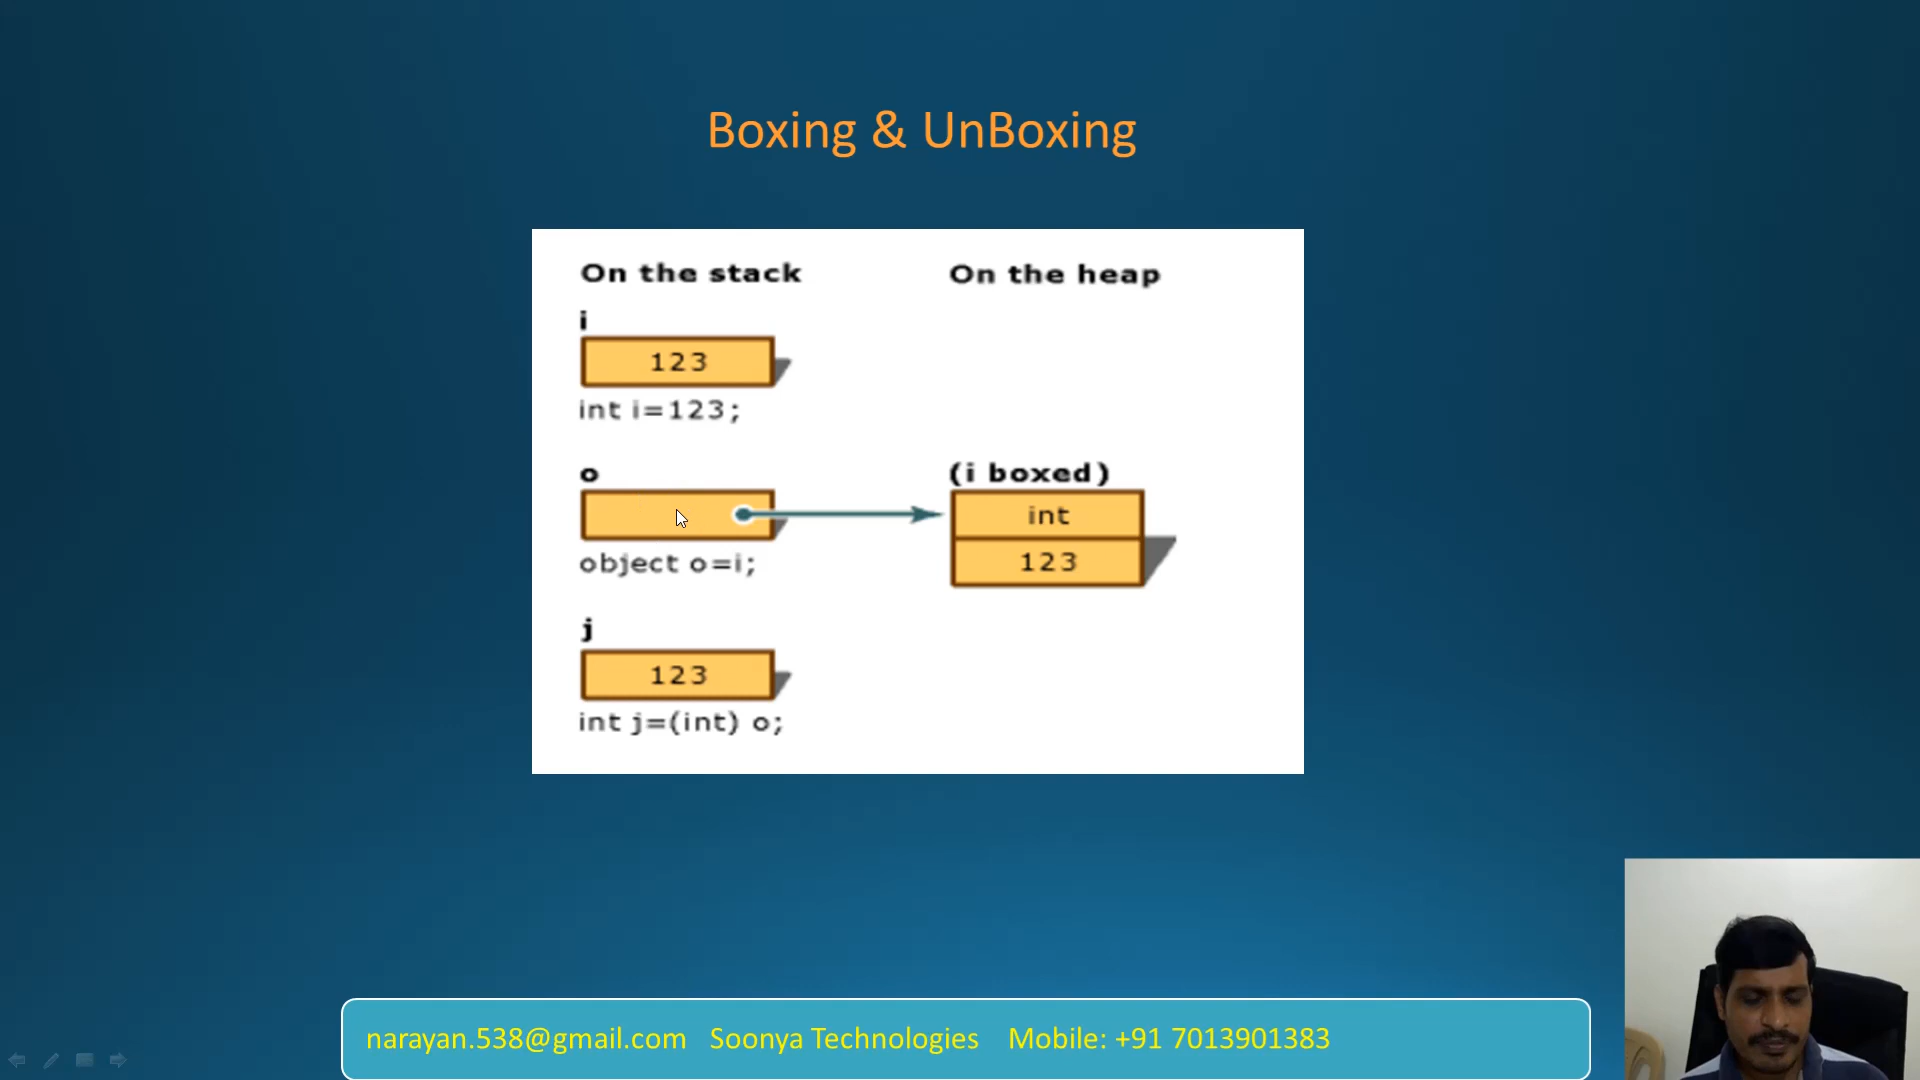 Boxing & UnBoxing
On the stack On the heap
i
123
int i=123;
o (i boxed)
int
object o=i; 123
j
123
int j=(int) o;
narayan.538@gmail.com Soonya Technologies Mobile: +91 7013901383